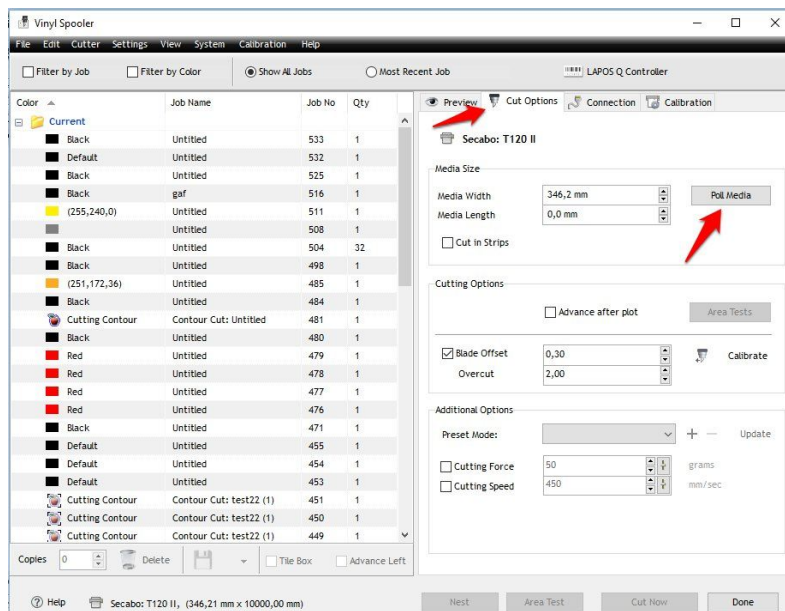 Vinyl Spooler
File Edit Cutter Settings View System Calibration Help
Filter by Job Filter by Color Show All Jobs Most Recent Job LAPOS Q Controller
Color Job Name Job No Qty
Current
Black Untitled 533 1
Default Untitled 532 1
Black Untitled 525 1
Black gaf 516 1
(255,240,0) Untitled 511 1
Untitled 508 1
Black Untitled 504 32
Black Untitled 498 1
(251,172,36) Untitled 485 1
Black Untitled 484 1
Cutting Contour Contour Cut: Untitled 481 1
Black Untitled 480 1
Red Untitled 479 1
Red Untitled 478 1
Red Untitled 477 1
Red Untitled 476 1
Black Untitled 471 1
Default Untitled 455 1
Default Untitled 454 1
Default Untitled 453 1
Cutting Contour Contour Cut: test22 (1) 451 1
Cutting Contour Contour Cut: test22 (1) 450 1
Cutting Contour Contour Cut: test22 (1) 449 1
Copies 0 Delete Tile Box Advance Left
Preview Cut Options Connection Calibration
Secabo: T120 II
Media Size
Media Width 346,2 mm Poll Media
Media Length 0,0 mm
Cut in Strips
Cutting Options
Advance after plot Area Tests
Blade Offset 0,30 Calibrate
Overcut 2,00
Additional Options
Preset Mode: + — Update
Cutting Force 50 grams
Cutting Speed 450 mm/sec
Help Secabo: T120 II, (346,21 mm x 10000,00 mm) Nest Area Test Cut Now Done